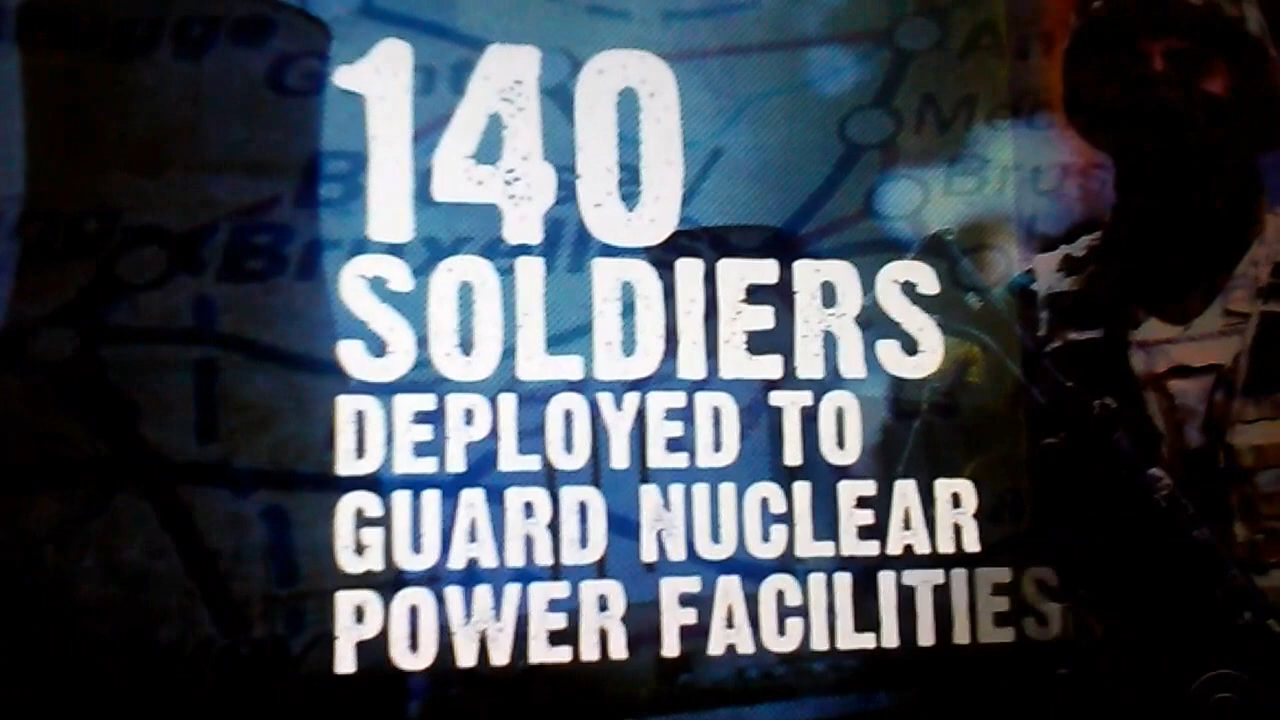 140
SOLDIERS
DEPLOYED TO
GUARD NUCLEAR
POWER FACILITIES